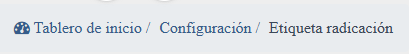 Tablero de inicio / Configuración / Etiqueta radicación